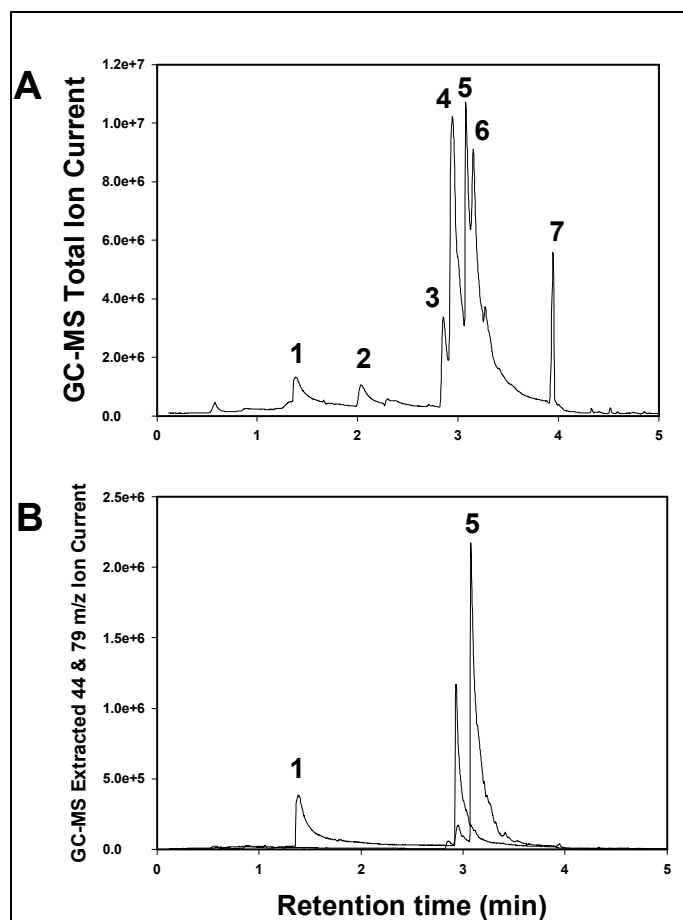 A
GC-MS Total Ion Current
1.2e+7
1.0e+7
8.0e+6
6.0e+6
4.0e+6
2.0e+6
0.0
1
2
3
4
5
6
7
0 1 2 3 4 5
B
GC-MS Extracted 44 & 79 m/z Ion Current
2.5e+6
2.0e+6
1.5e+6
1.0e+6
5.0e+5
0.0
1
5
0 1 2 3 4 5
Retention time (min)